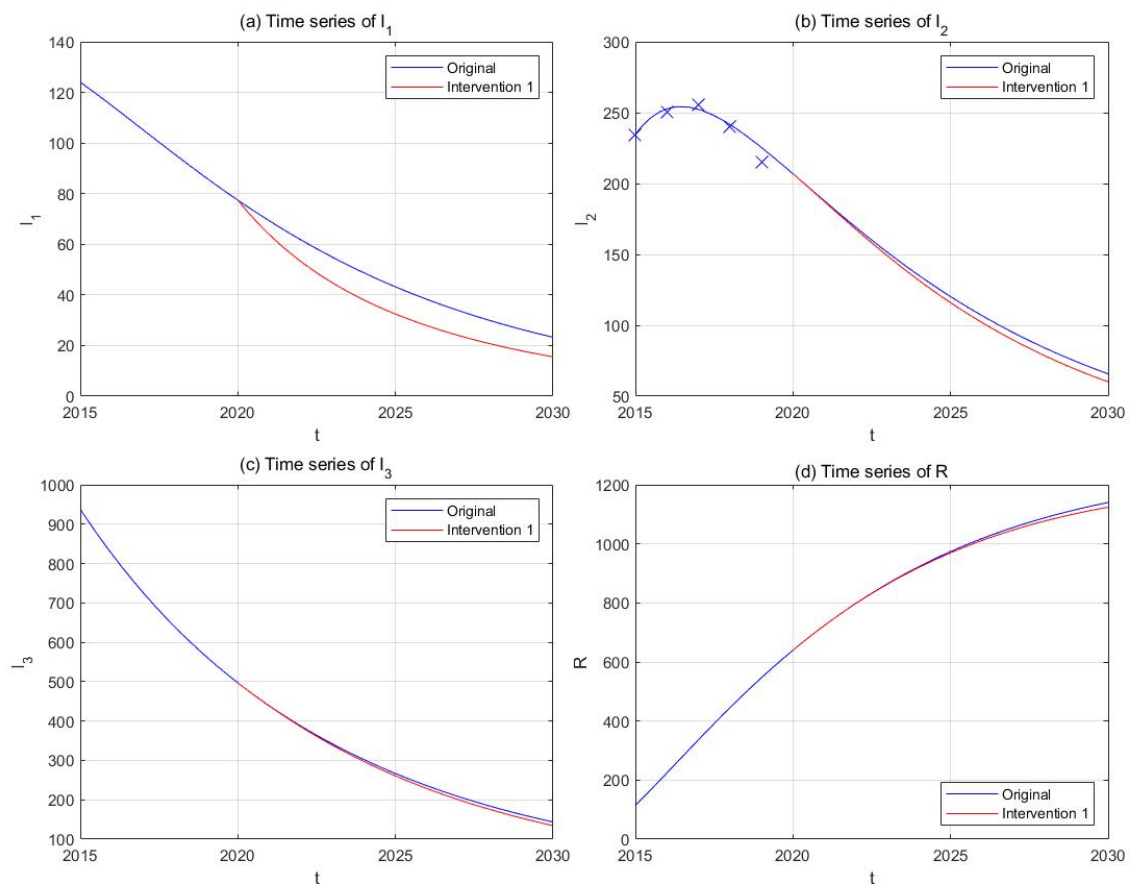 (a) Time series of I₁
140
120
100
80
60
40
20
0
I₁
2015
2020
2025
2030
t
Original
Intervention 1
(b) Time series of I₂
300
250
200
150
100
50
I₂
2015
2020
2025
2030
t
Original
Intervention 1
(c) Time series of I₃
1000
900
800
700
600
500
400
300
200
100
I₃
2015
2020
2025
2030
t
Original
Intervention 1
(d) Time series of R
1200
1000
800
600
400
200
0
R
2015
2020
2025
2030
t
Original
Intervention 1